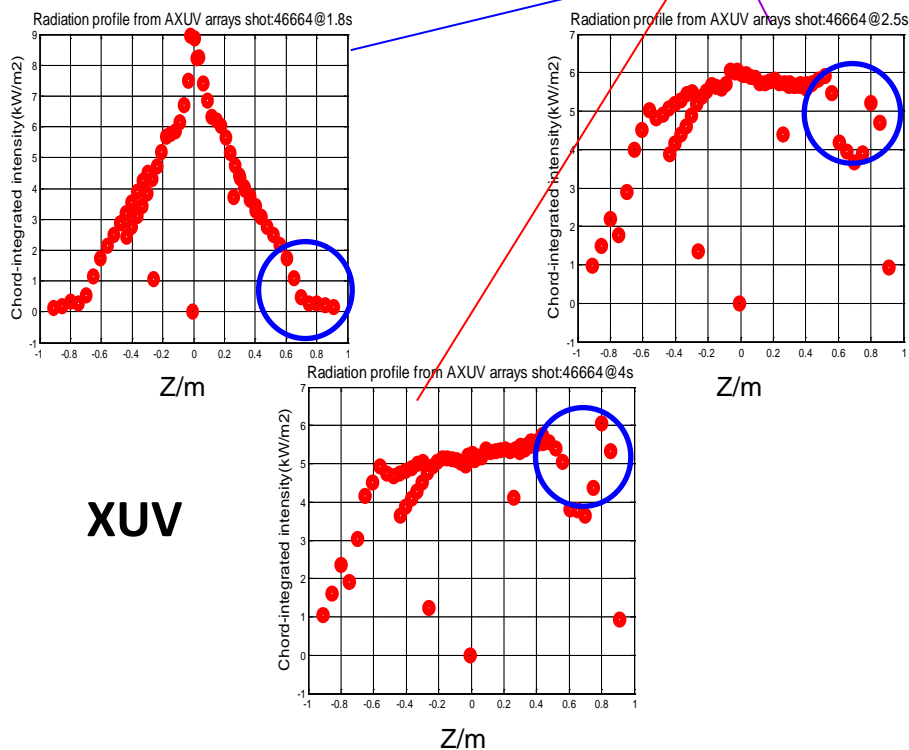 Radiation profile from AXUV arrays shot:46664@1.8s
Chord-integrated intensity(kW/m2)
9
8
7
6
5
4
3
2
1
0
-1
-1 -0.8 -0.6 -0.4 -0.2 0 0.2 0.4 0.6 0.8 1
Z/m
Radiation profile from AXUV arrays shot:46664@2.5s
Chord-integrated intensity(kW/m2)
7
6
5
4
3
2
1
0
-1
-1 -0.8 -0.6 -0.4 -0.2 0 0.2 0.4 0.6 0.8 1
Z/m
Radiation profile from AXUV arrays shot:46664@4s
Chord-integrated intensity(kW/m2)
7
6
5
4
3
2
1
0
-1
-1 -0.8 -0.6 -0.4 -0.2 0 0.2 0.4 0.6 0.8 1
Z/m
XUV